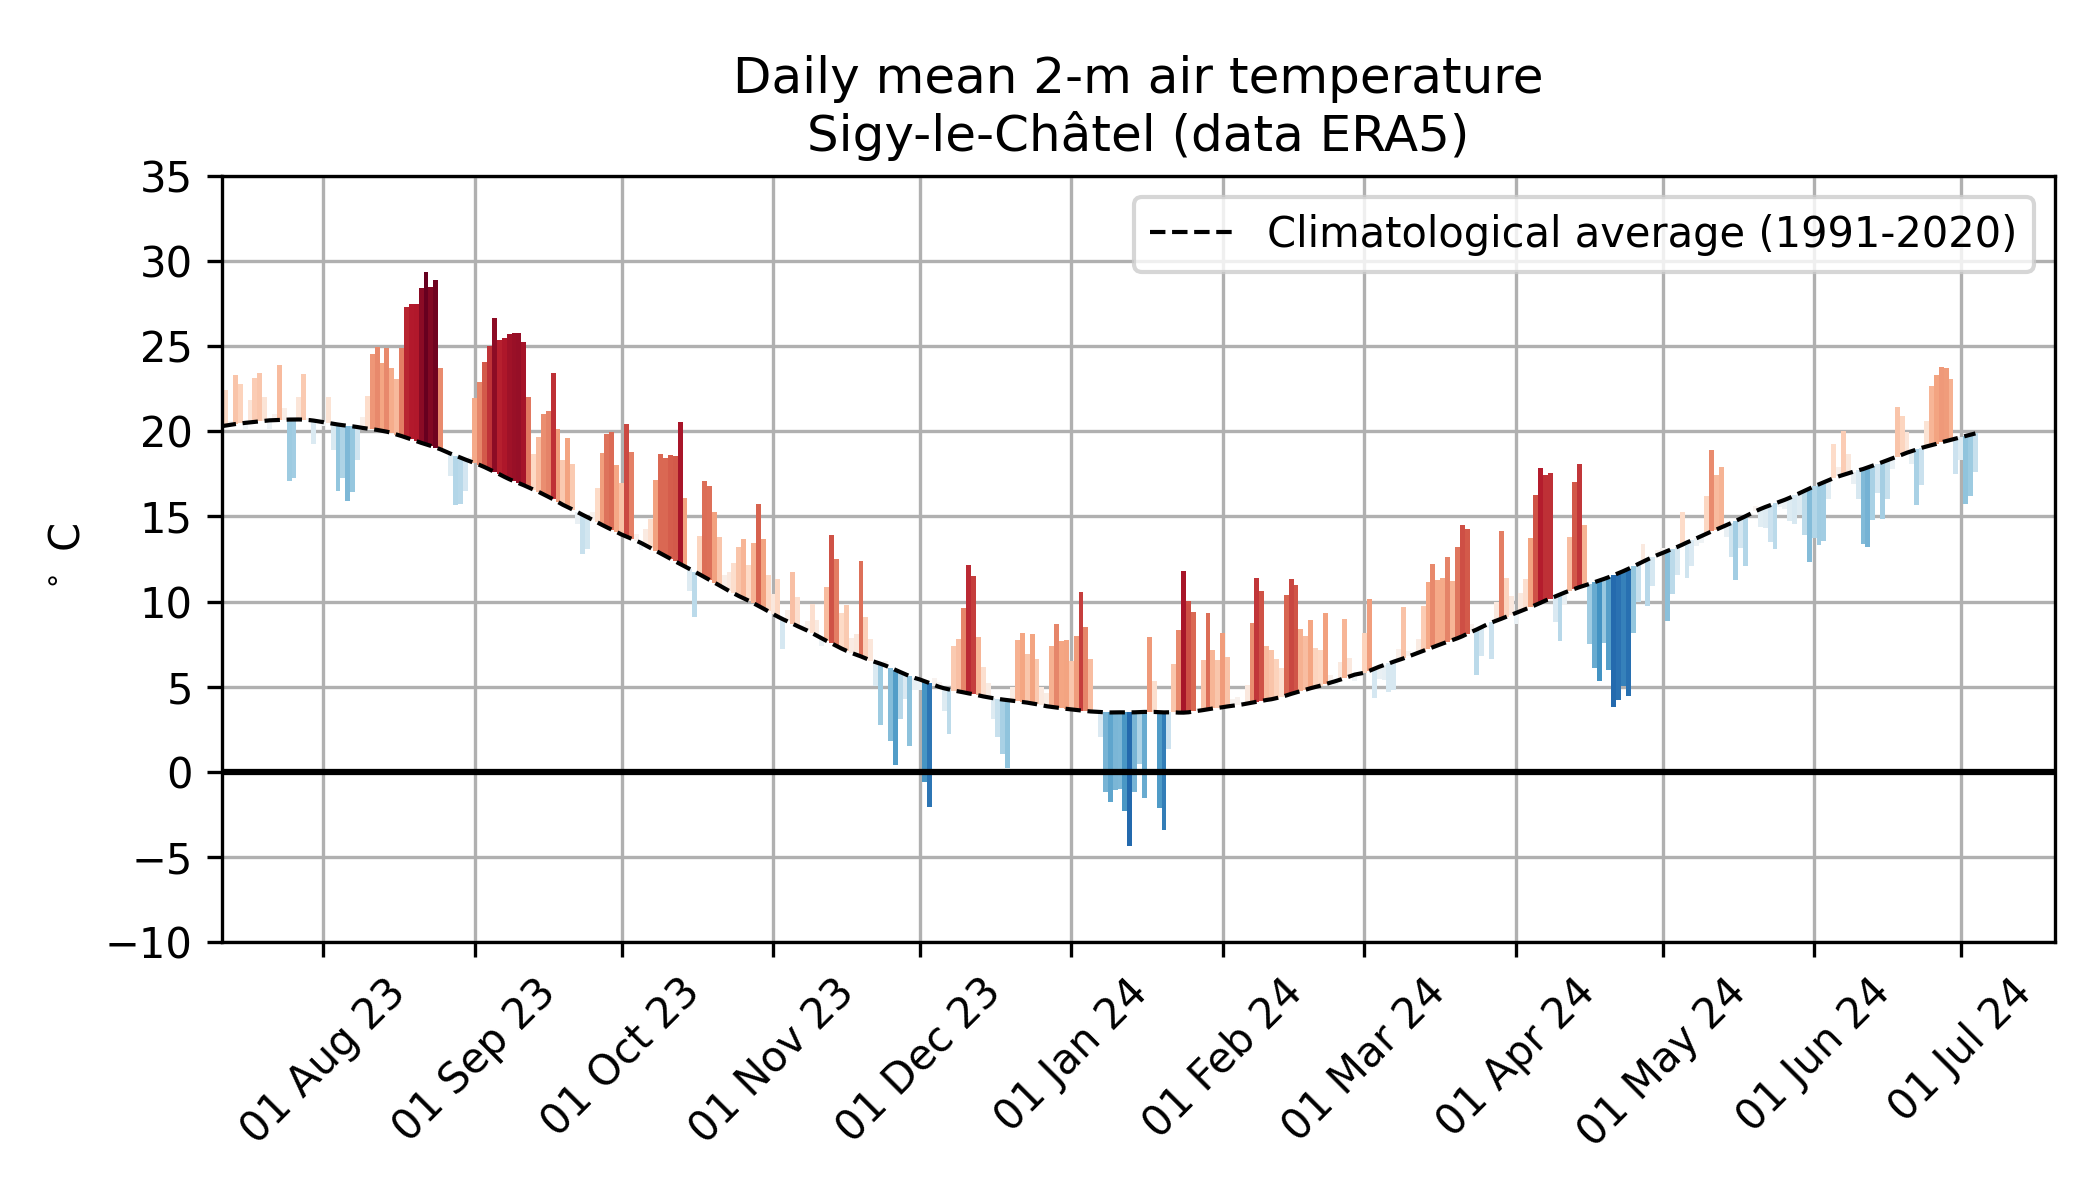 Daily mean 2-m air temperature
Sigy-le-Châtel (data ERA5)
Climatological average (1991-2020)
35
30
25
20
15
10
5
0
−5
−10
° C
01 Aug 23
01 Sep 23
01 Oct 23
01 Nov 23
01 Dec 23
01 Jan 24
01 Feb 24
01 Mar 24
01 Apr 24
01 May 24
01 Jun 24
01 Jul 24